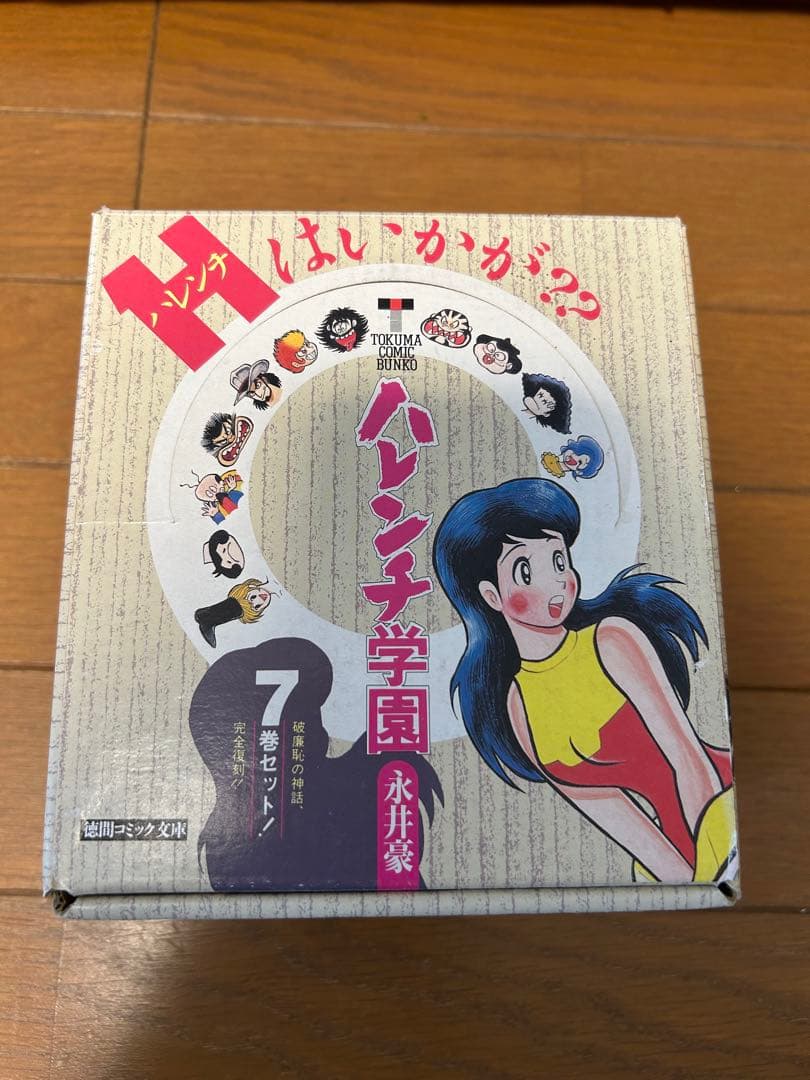 H
ハレンチ
はいかが??
T
TOKUMA
COMIC
BUNKO
ハレンチ学園
永井豪
破廉恥の神話、
完全復刻!!
7巻セット!
徳間コミック文庫